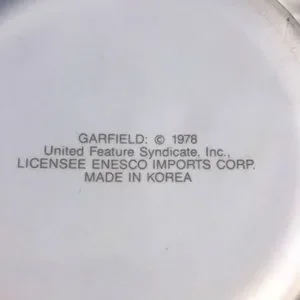 GARFIELD: © 1978
United Feature Syndicate, Inc.,
LICENSEE ENESCO IMPORTS CORP.
MADE IN KOREA